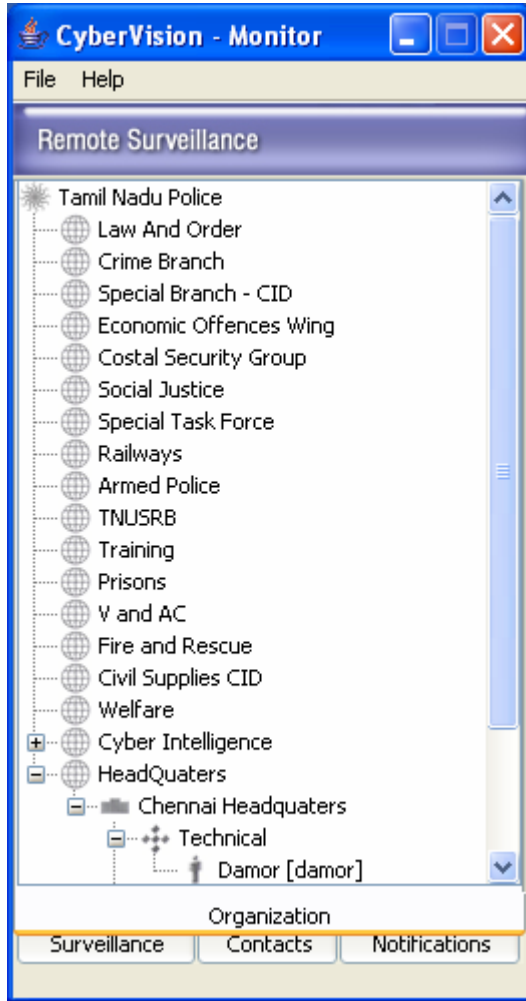 CyberVision - Monitor
File Help
Remote Surveillance
Tamil Nadu Police
Law And Order
Crime Branch
Special Branch - CID
Economic Offences Wing
Costal Security Group
Social Justice
Special Task Force
Railways
Armed Police
TNUSRB
Training
Prisons
V and AC
Fire and Rescue
Civil Supplies CID
Welfare
Cyber Intelligence
HeadQuaters
Chennai Headquaters
Technical
Damor [damor]
Organization
Surveillance Contacts Notifications